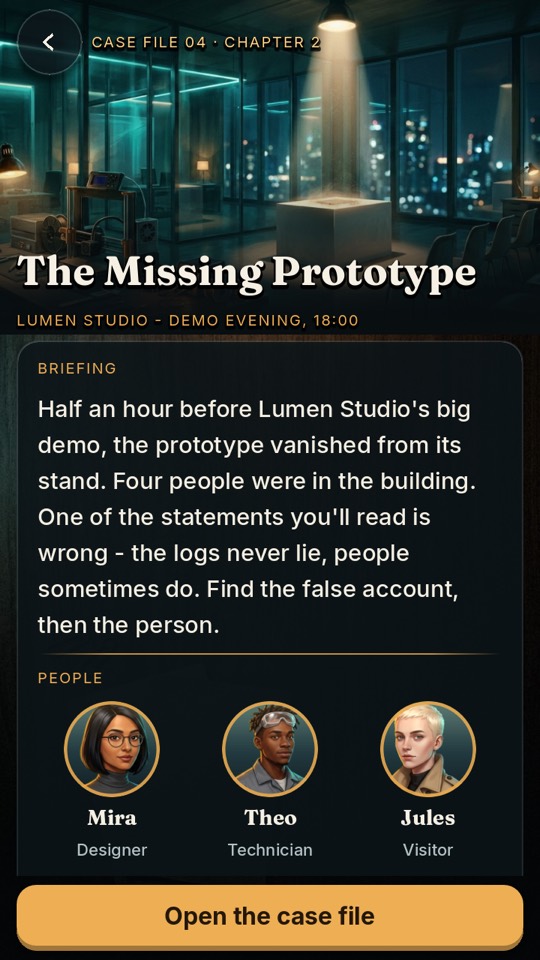 CASE FILE 04 · CHAPTER 2
The Missing Prototype
LUMEN STUDIO - DEMO EVENING, 18:00
BRIEFING
Half an hour before Lumen Studio's big
demo, the prototype vanished from its
stand. Four people were in the building.
One of the statements you'll read is
wrong - the logs never lie, people
sometimes do. Find the false account,
then the person.
PEOPLE
Mira
Theo
Jules
Designer
Technician
Visitor
Open the case file